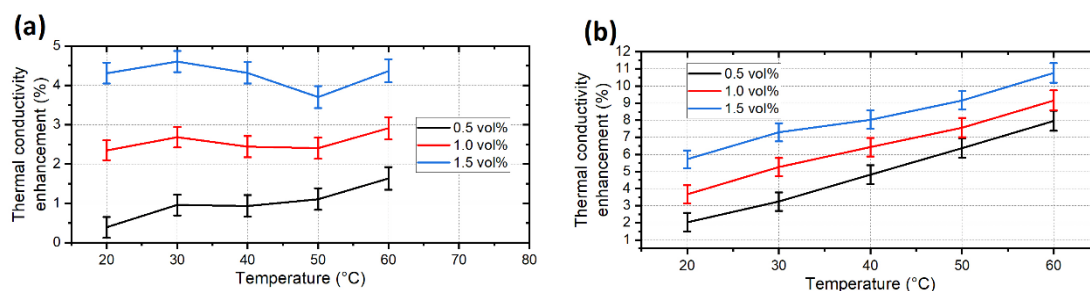 (a)
Thermal conductivity
enhancement (%)
5
4
3
2
1
0
0.5 vol%
1.0 vol%
1.5 vol%
20 30 40 50 60 70 80
Temperature (°C)
(b)
Thermal conductivity
enhancement (%)
12
11
10
9
8
7
6
5
4
3
2
1
0.5 vol%
1.0 vol%
1.5 vol%
20 30 40 50 60
Temperature (°C)